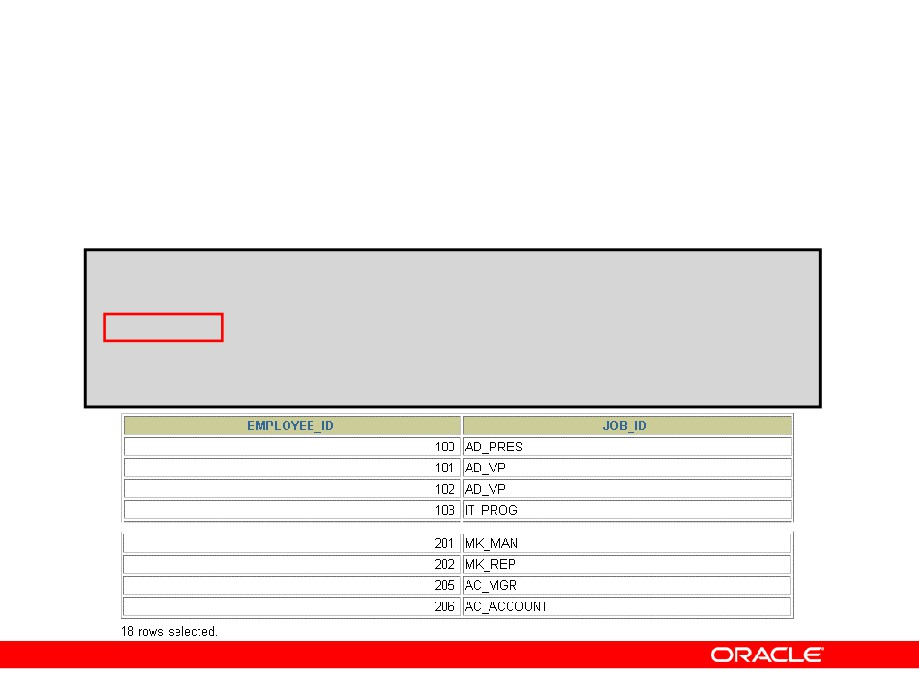 EMPLOYEE_ID JOB_ID
100 AD_PRES
101 AD_VP
102 AD_VP
103 IT_PROG
201 MK_MAN
202 MK_REP
205 AC_MGR
206 AC_ACCOUNT
18 rows selected.
ORACLE